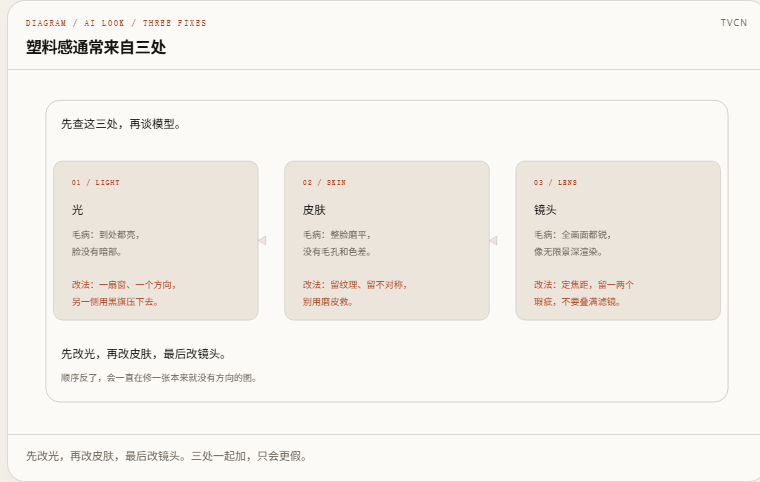 DIAGRAM / AI LOOK / THREE FIXES
TVCN
塑料感通常来自三处
先查这三处，再谈模型。
01 / LIGHT
光
毛病：到处都亮，
脸没有暗部。
改法：一扇窗、一个方向，
另一侧用黑旗压下去。
02 / SKIN
皮肤
毛病：整脸磨平，
没有毛孔和色差。
改法：留纹理、留不对称，
别用磨皮救。
03 / LENS
镜头
毛病：全画面都锐，
像无限景深渲染。
改法：定焦距，留一两个
瑕疵，不要叠满滤镜。
先改光，再改皮肤，最后改镜头。
顺序反了，会一直在修一张本来就没有方向的图。
先改光，再改皮肤，最后改镜头。三处一起加，只会更假。